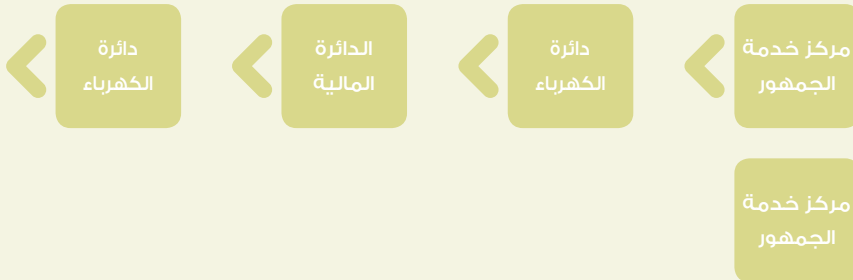 مركز خدمة
الجمهور
دائرة
الكهرباء
الدائرة
المالية
دائرة
الكهرباء
مركز خدمة
الجمهور